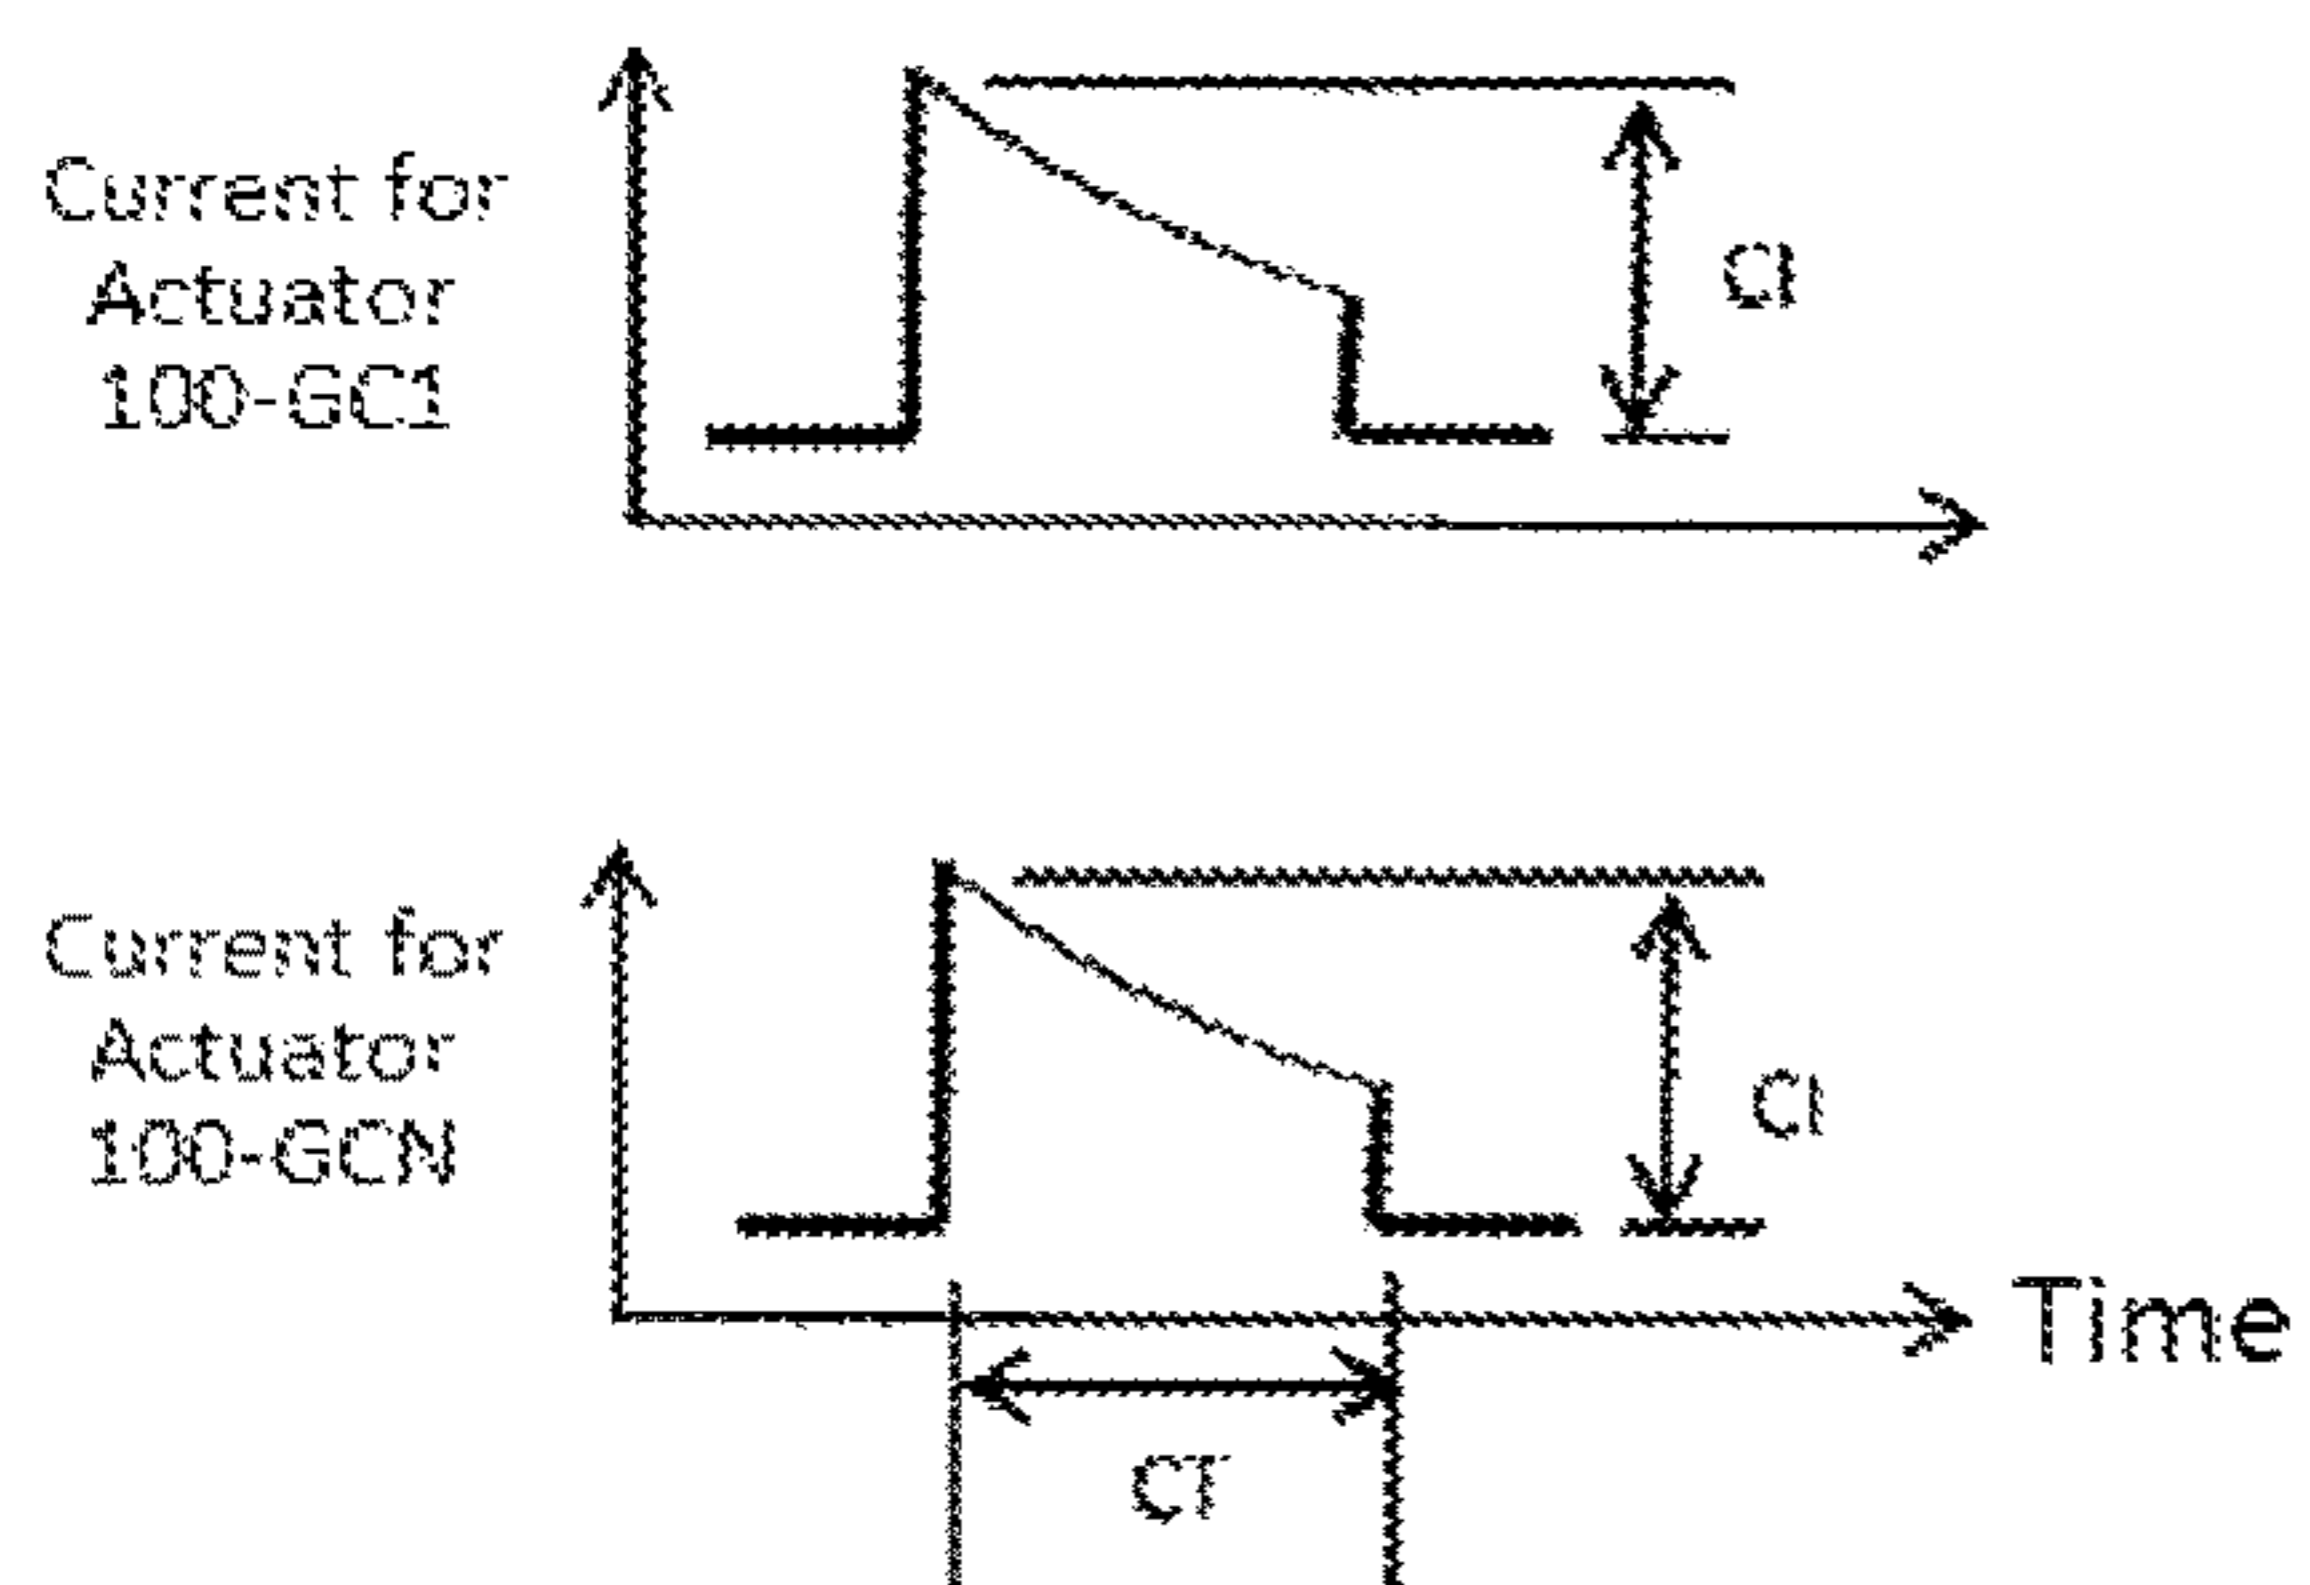 Current for
Actuator
100-GC1
CI
Current for
Actuator
100-GCN
CI
Time
CT